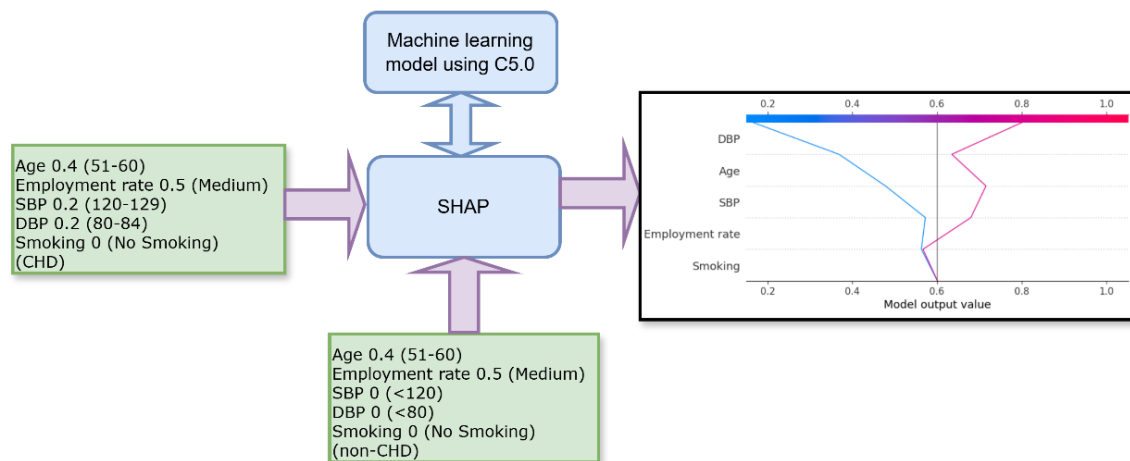 Machine learning
model using C5.0
Age 0.4 (51-60)
Employment rate 0.5 (Medium)
SBP 0.2 (120-129)
DBP 0.2 (80-84)
Smoking 0 (No Smoking)
(CHD)
SHAP
Age 0.4 (51-60)
Employment rate 0.5 (Medium)
SBP 0 (<120)
DBP 0 (<80)
Smoking 0 (No Smoking)
(non-CHD)
0.2 0.4 0.6 0.8 1.0
DBP
Age
SBP
Employment rate
Smoking
0.2 0.4 0.6 0.8 1.0
Model output value